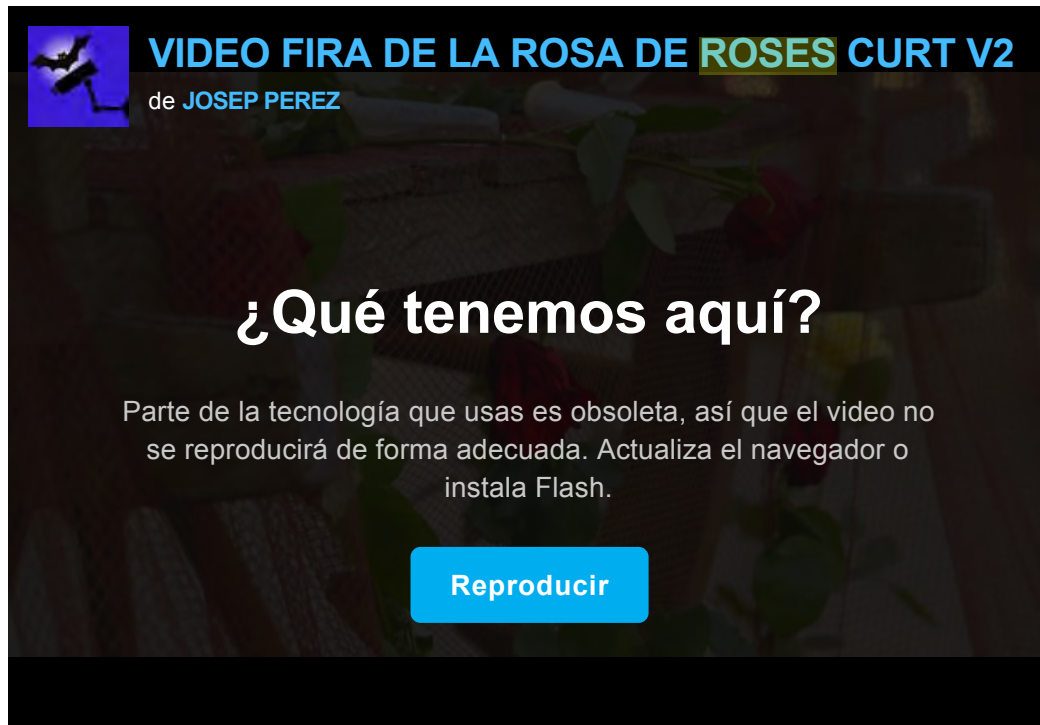 VIDEO FIRA DE LA ROSA DE ROSES CURT V2
de JOSEP PEREZ
¿Qué tenemos aquí?
Parte de la tecnología que usas es obsoleta, así que el video no
se reproducirá de forma adecuada. Actualiza el navegador o
instala Flash.
Reproducir